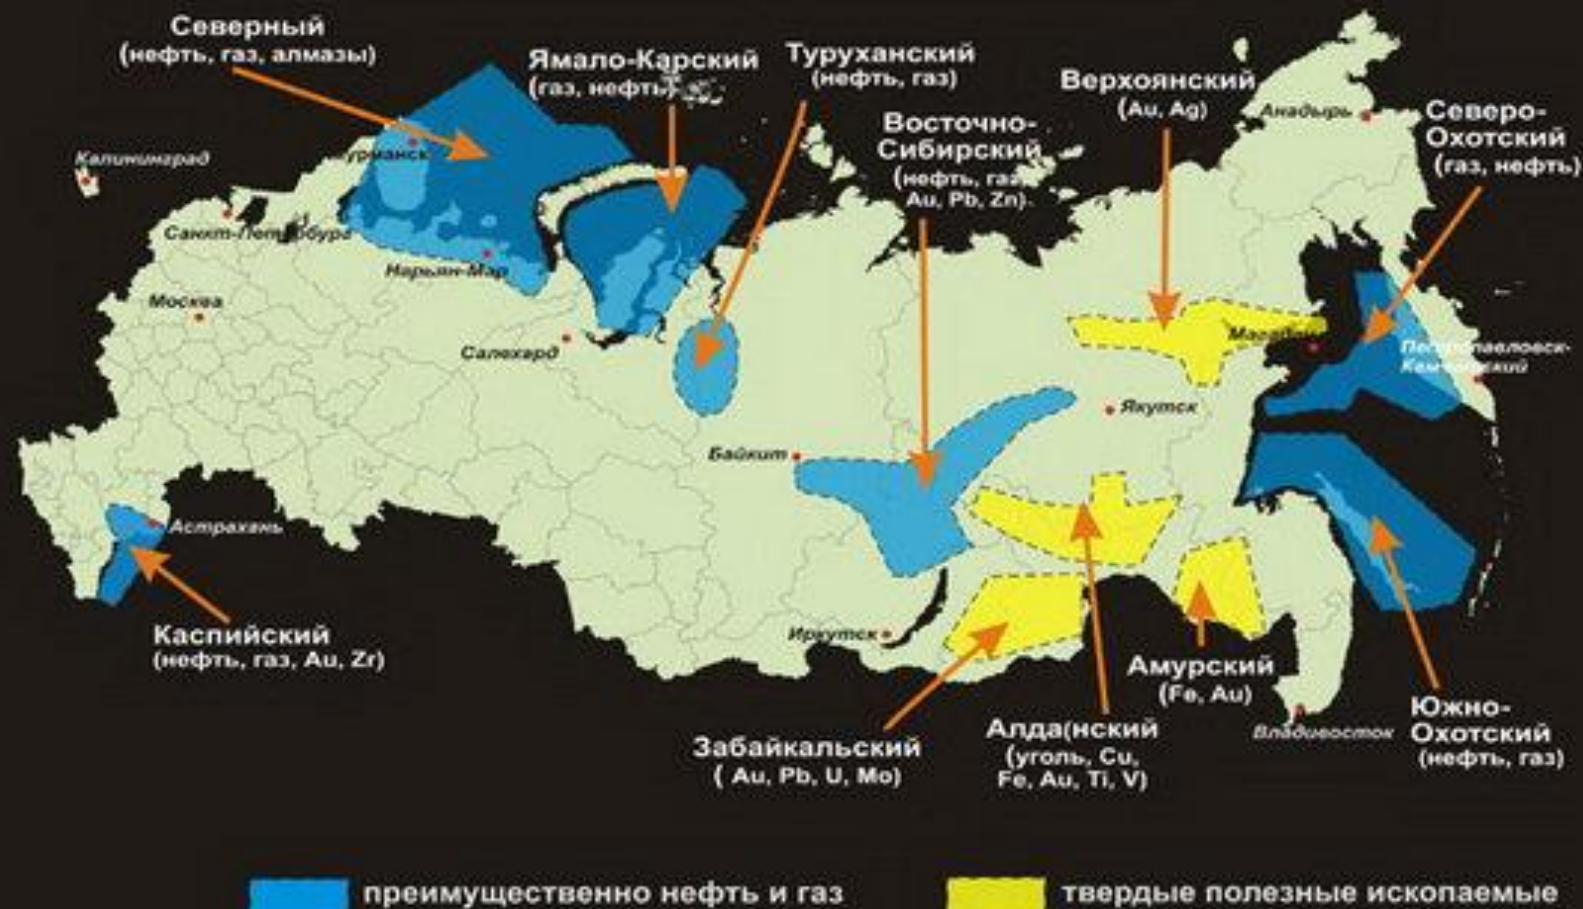 Северный
(нефть, газ, алмазы)
Ямало-Карский
(газ, нефть)
Туруханский
(нефть, газ)
Верхоянский
(Au, Ag)
Восточно-
Сибирский
(нефть, газ,
Au, Pb, Zn)
Северо-
Охотский
(газ, нефть)
Анадырь
Калининград
Мурманск
Санкт-Петербург
Нарьян-Мар
Москва
Салехард
Магадан
Петропавловск-
Камчатский
Якутск
Байкит
Астрахань
Каспийский
(нефть, газ, Au, Zr)
Иркутск
Забайкальский
( Au, Pb, U, Mo)
Алда(нский
(уголь, Cu,
Fe, Au, Ti, V)
Амурский
(Fe, Au)
Владивосток
Южно-
Охотский
(нефть, газ)
преимущественно нефть и газ
твердые полезные ископаемые